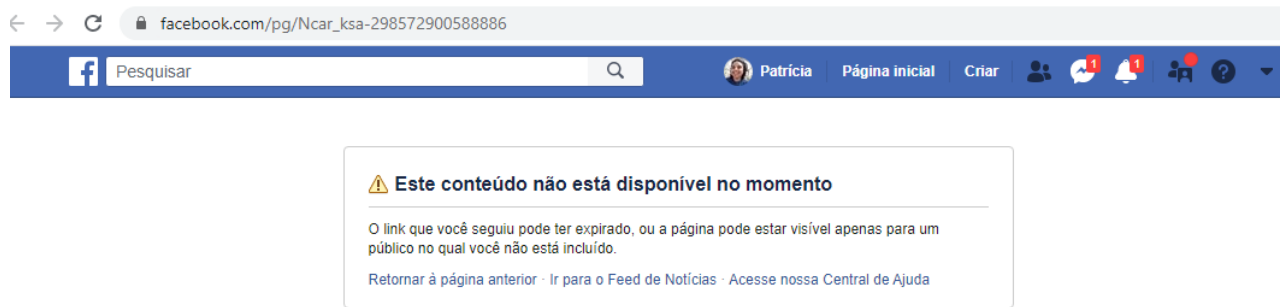 facebook.com/pg/Ncar_ksa-298572900588886
f Pesquisar Patrícia Página inicial Criar 1 1 ?
Este conteúdo não está disponível no momento
O link que você seguiu pode ter expirado, ou a página pode estar visível apenas para um
público no qual você não está incluído.
Retornar à página anterior · Ir para o Feed de Notícias · Acesse nossa Central de Ajuda